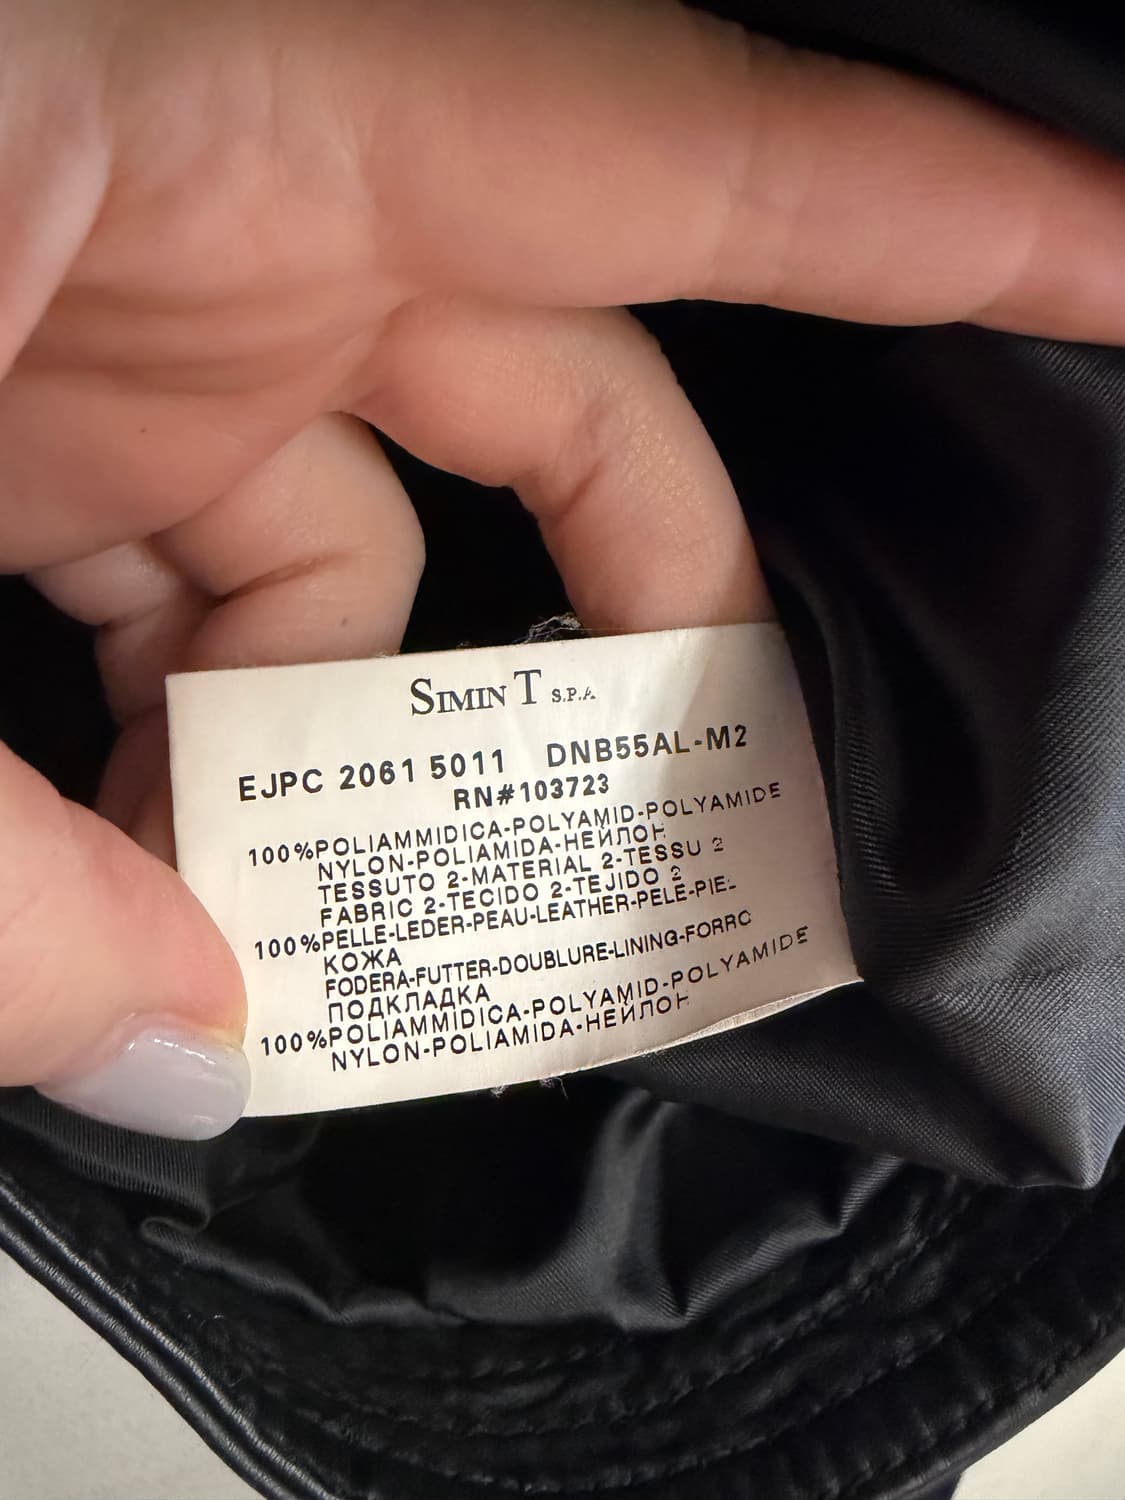 SIMIN T S.P.A
EJPC 2061 5011 DNB55AL-M2
RN#103723
100%POLIAMMIDICA-POLYAMID-POLYAMIDE
NYLON-POLIAMIDA-НЕЙЛОН
TESSUTO 2-MATERIAL 2-TESSU 2
FABRIC 2-TECIDO 2-TEJIDO 2
100%PELLE-LEDER-PEAU-LEATHER-PELE-PIEL
КОЖА
FODERA-FUTTER-DOUBLURE-LINING-FORRO
ПОДКЛАДКА
100%POLIAMMIDICA-POLYAMID-POLYAMIDE
NYLON-POLIAMIDA-НЕЙЛОН